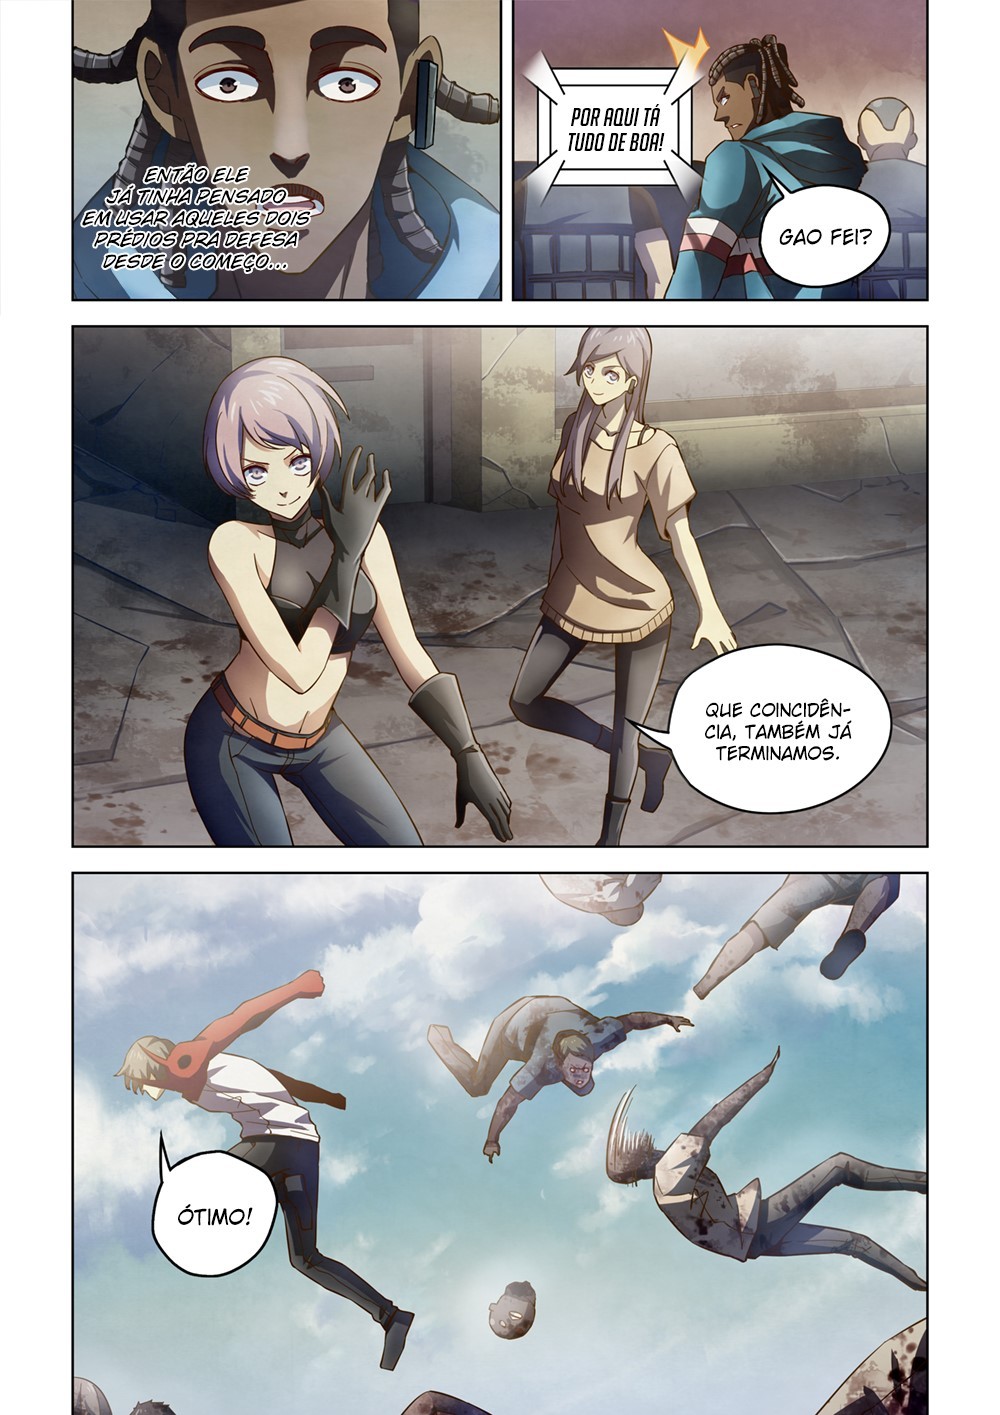 ENTÃO ELE
JÁ TINHA PENSADO
EM USAR AQUELES DOIS
PRÉDIOS PRA DEFESA
DESDE O COMEÇO...
POR AQUI TÁ
TUDO DE BOA!
GAO FEI?
QUE COINCIDÊN-
CIA, TAMBÉM JÁ
TERMINAMOS.
ÓTIMO!